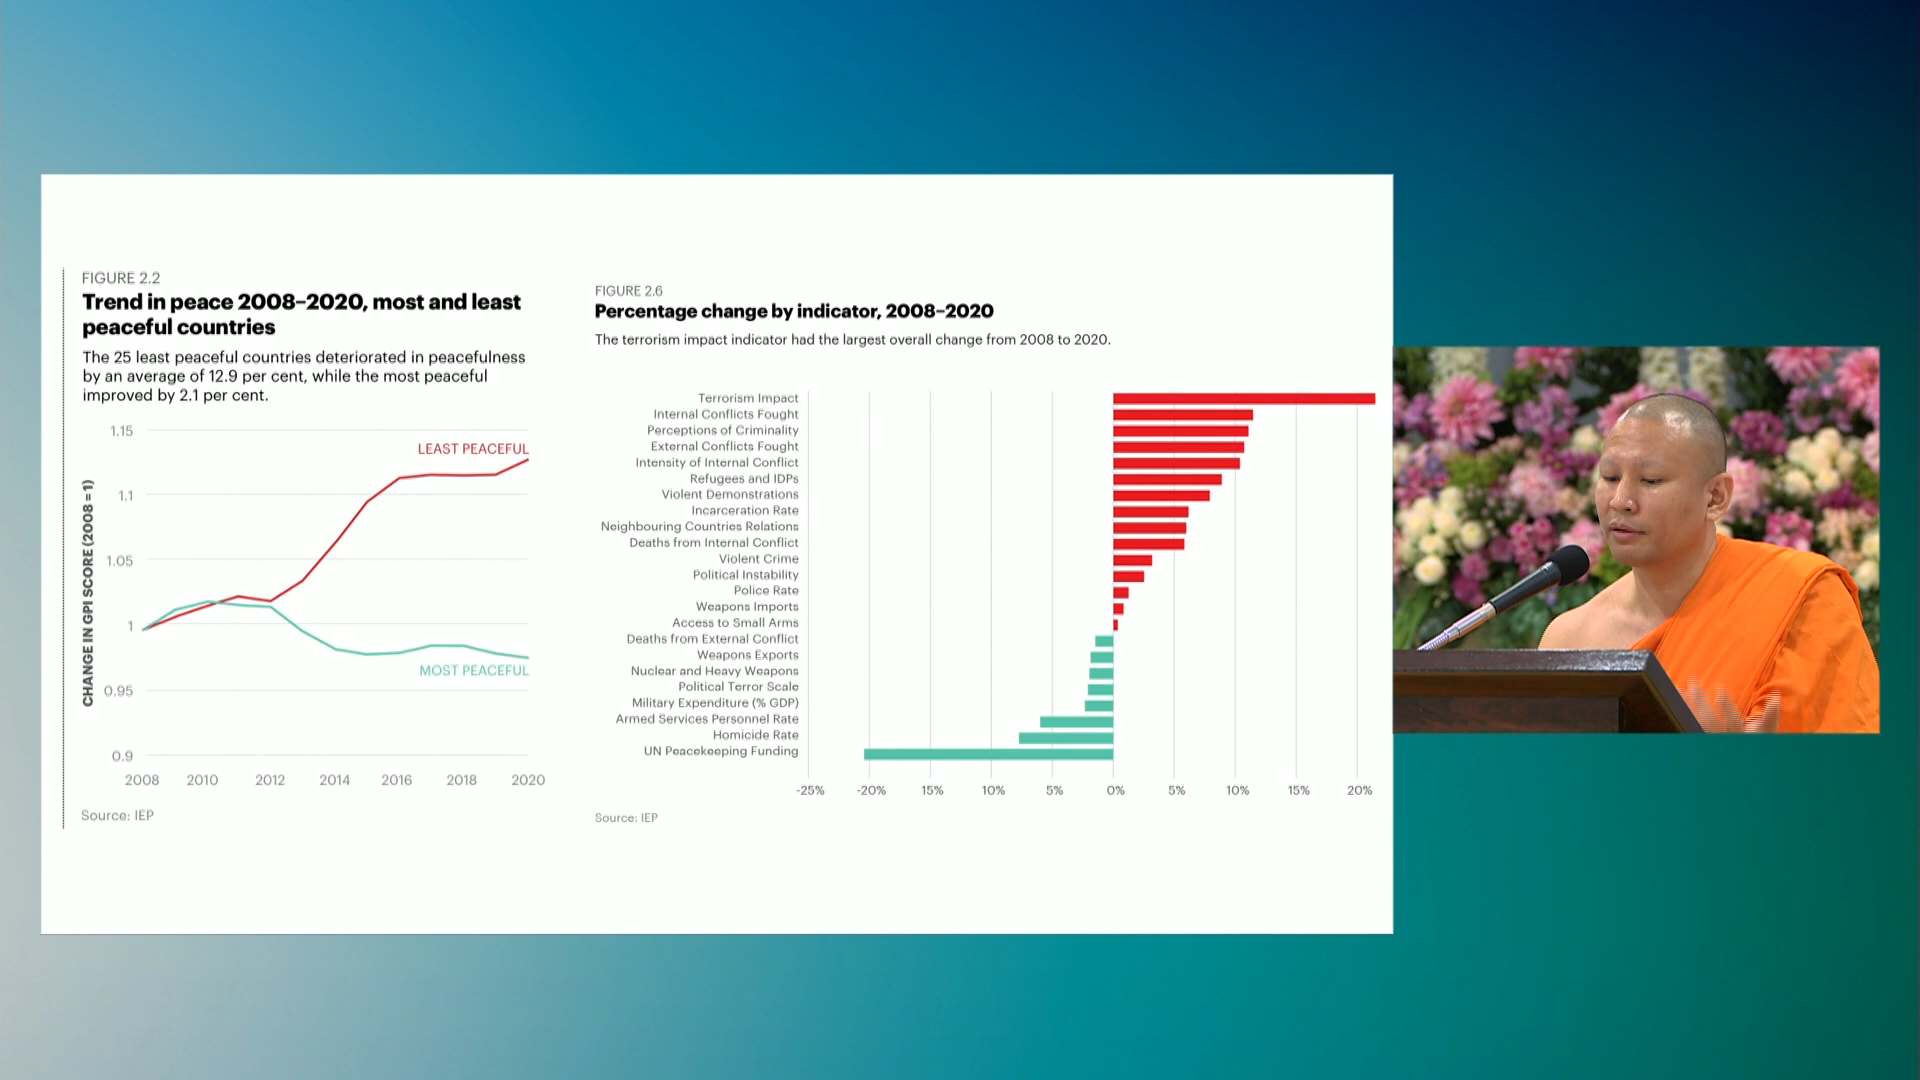 FIGURE 2.2
Trend in peace 2008–2020, most and least
peaceful countries
The 25 least peaceful countries deteriorated in peacefulness
by an average of 12.9 per cent, while the most peaceful
improved by 2.1 per cent.
CHANGE IN GPI SCORE (2008 = 1)
1.15
1.1
1.05
1
0.95
0.9
LEAST PEACEFUL
MOST PEACEFUL
2008 2010 2012 2014 2016 2018 2020
Source: IEP
FIGURE 2.6
Percentage change by indicator, 2008–2020
The terrorism impact indicator had the largest overall change from 2008 to 2020.
Terrorism Impact
Internal Conflicts Fought
Perceptions of Criminality
External Conflicts Fought
Intensity of Internal Conflict
Refugees and IDPs
Violent Demonstrations
Incarceration Rate
Neighbouring Countries Relations
Deaths from Internal Conflict
Violent Crime
Political Instability
Police Rate
Weapons Imports
Access to Small Arms
Deaths from External Conflict
Weapons Exports
Nuclear and Heavy Weapons
Political Terror Scale
Military Expenditure (% GDP)
Armed Services Personnel Rate
Homicide Rate
UN Peacekeeping Funding
-25% -20% 15% 10% 5% 0% 5% 10% 15% 20%
Source: IEP